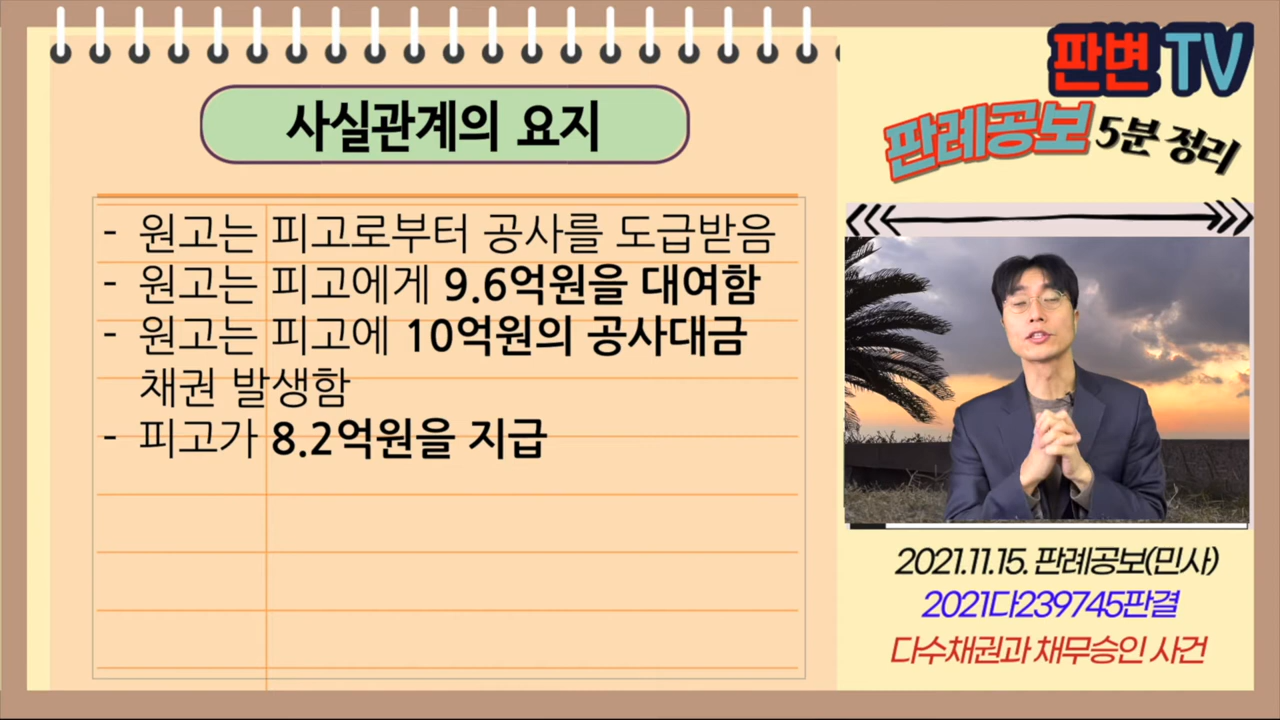 사실관계의 요지
- 원고는 피고로부터 공사를 도급받음
- 원고는 피고에게 9.6억원을 대여함
- 원고는 피고에 10억원의 공사대금
채권 발생함
- 피고가 8.2억원을 지급
판변 TV
판례공보 5분 정리
2021.11.15. 판례공보(민사)
2021다239745판결
다수채권과 채무승인 사건